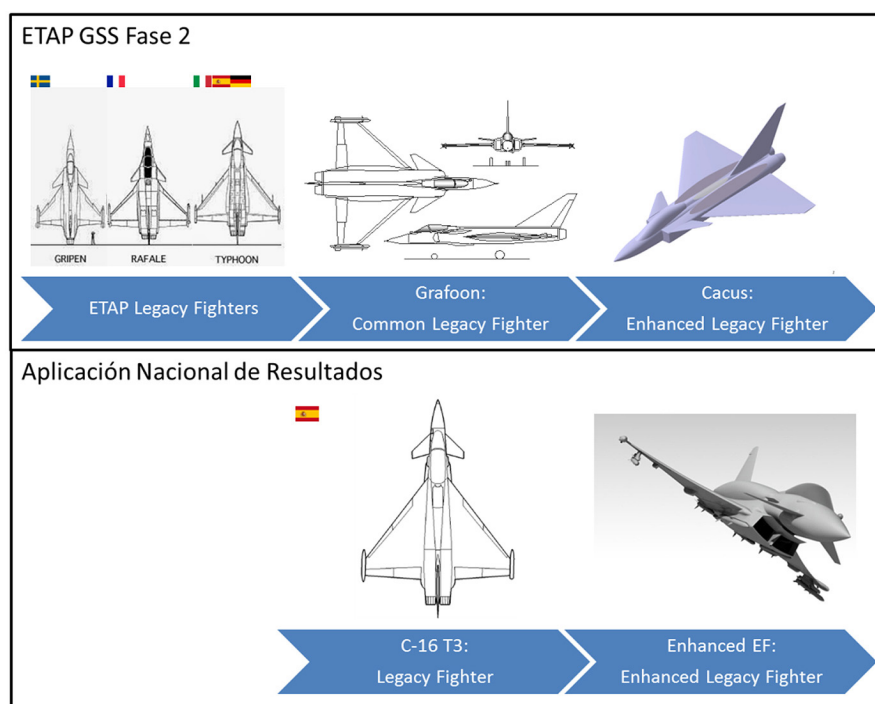 ETAP GSS Fase 2
GRIPEN
RAFALE
TYPHOON
ETAP Legacy Fighters
Grafoon:
Common Legacy Fighter
Cacus:
Enhanced Legacy Fighter
Aplicación Nacional de Resultados
C-16 T3:
Legacy Fighter
Enhanced EF:
Enhanced Legacy Fighter